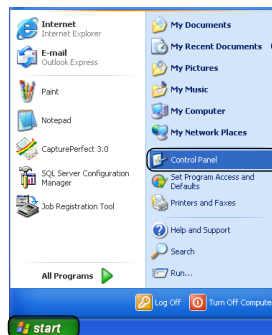 Internet
Internet Explorer
E-mail
Outlook Express
Paint
Notepad
CapturePerfect 3.0
SQL Server Configuration
Manager
Job Registration Tool
All Programs
My Documents
My Recent Documents
My Pictures
My Music
My Computer
My Network Places
Control Panel
Set Program Access and
Defaults
Printers and Faxes
Help and Support
Search
Run...
Log Off
Turn Off Compute
start